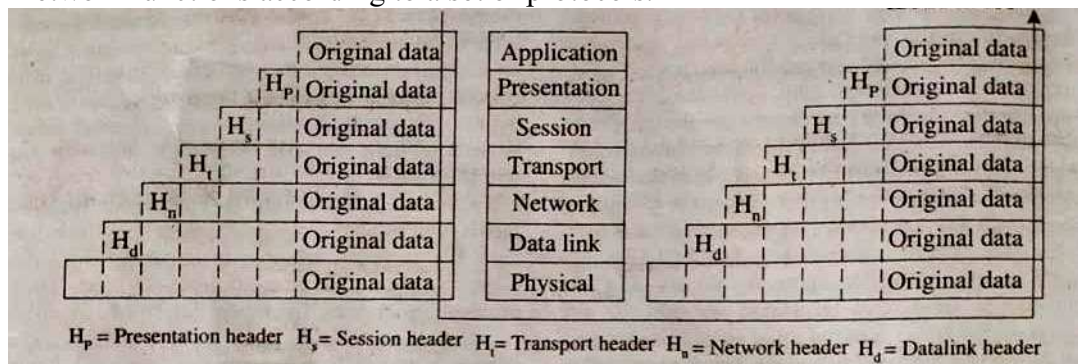 Original data Application Original data
H_P Original data Presentation H_P Original data
H_s Original data Session H_s Original data
H_t Original data Transport H_t Original data
H_n Original data Network H_n Original data
H_d Original data Data link H_d Original data
Original data Physical Original data
H_P = Presentation header H_s = Session header H_t = Transport header H_n = Network header H_d = Datalink header